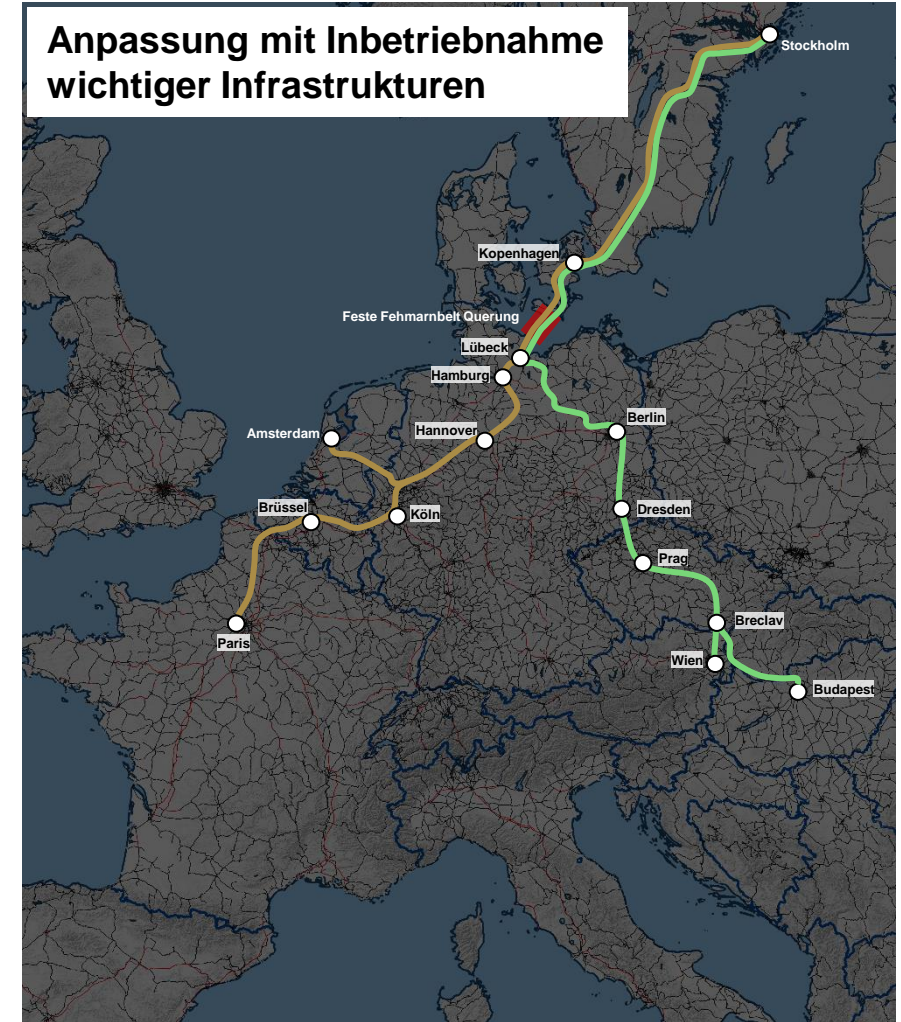 Anpassung mit Inbetriebnahme
wichtiger Infrastrukturen
Stockholm
Kopenhagen
Feste Fehmarnbelt Querung
Lübeck
Hamburg
Berlin
Hannover
Amsterdam
Brüssel
Köln
Dresden
Prag
Breclav
Paris
Wien
Budapest